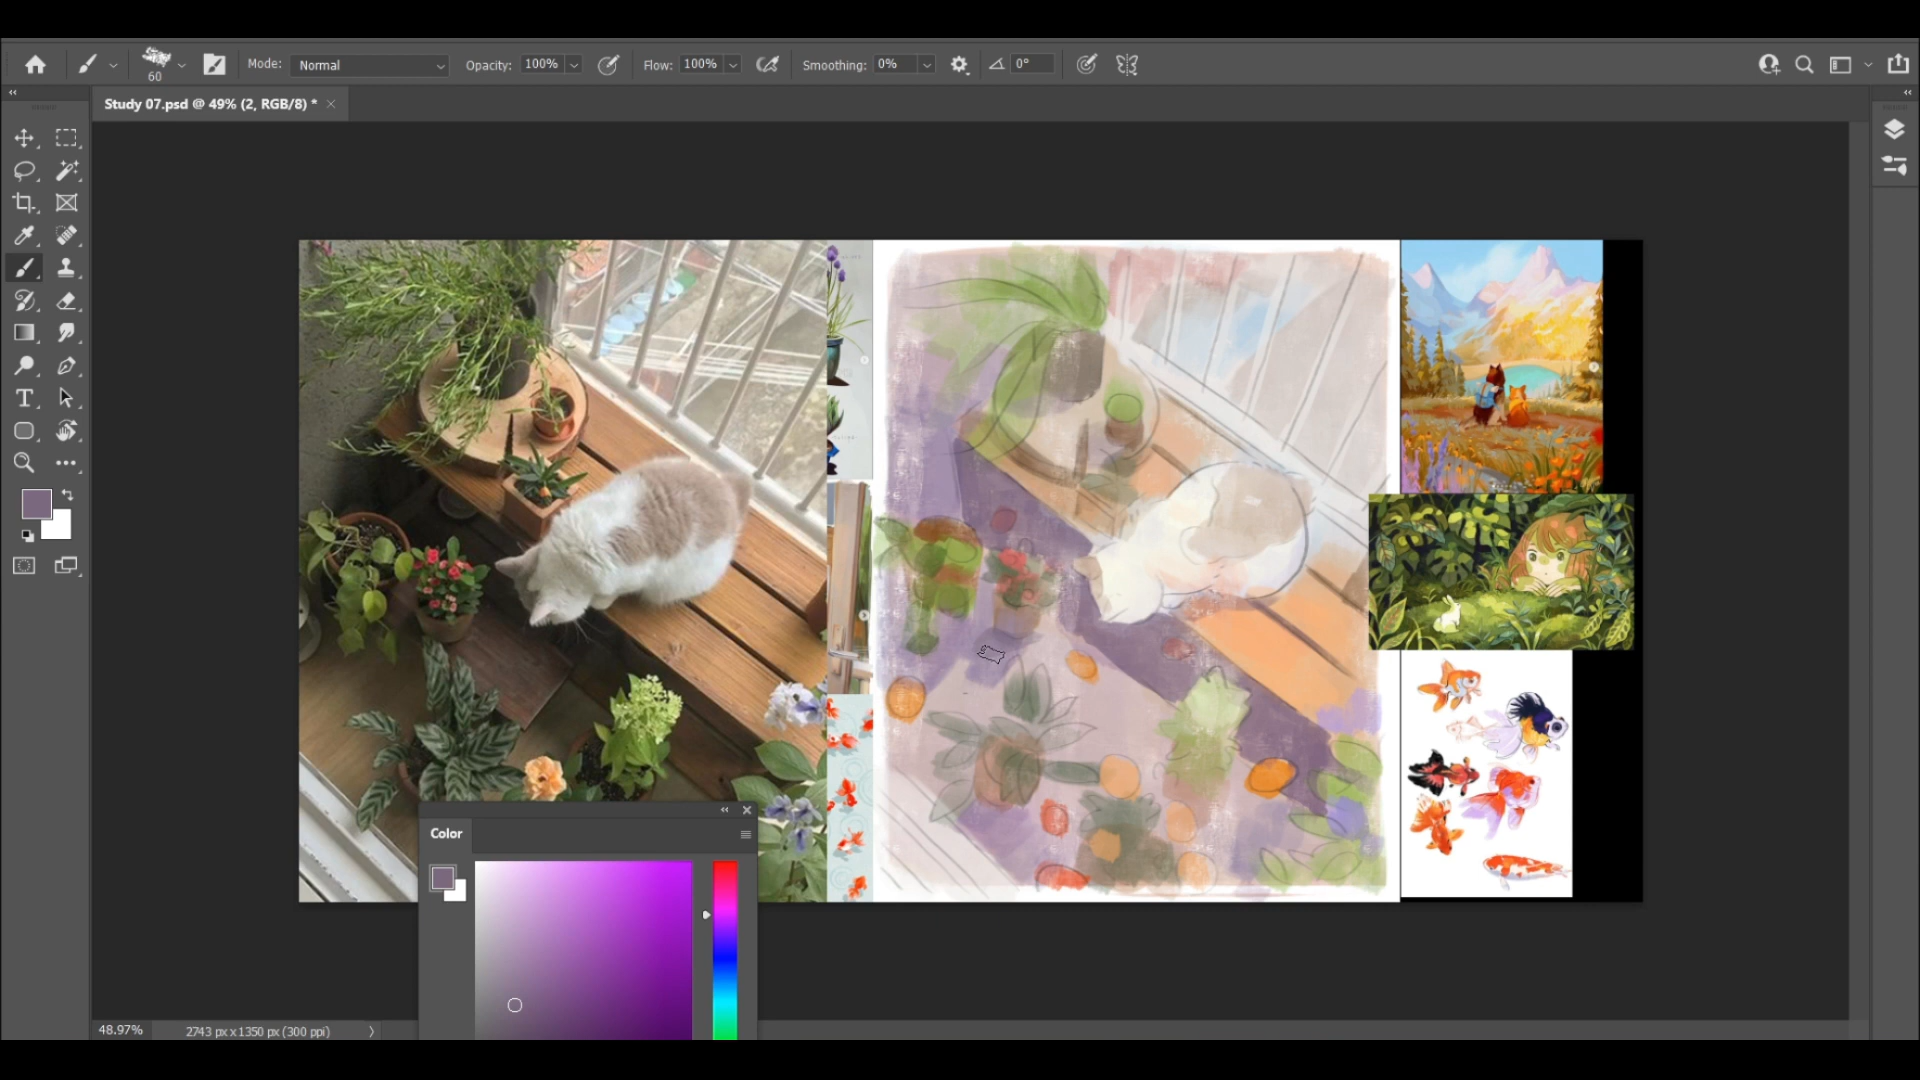 60
Mode: Normal
Opacity: 100%
Flow: 100%
Smoothing: 0%
0°
Study 07.psd @ 49% (2, RGB/8) *
T
Color
48.97%
2743 px x 1350 px (300 ppi)